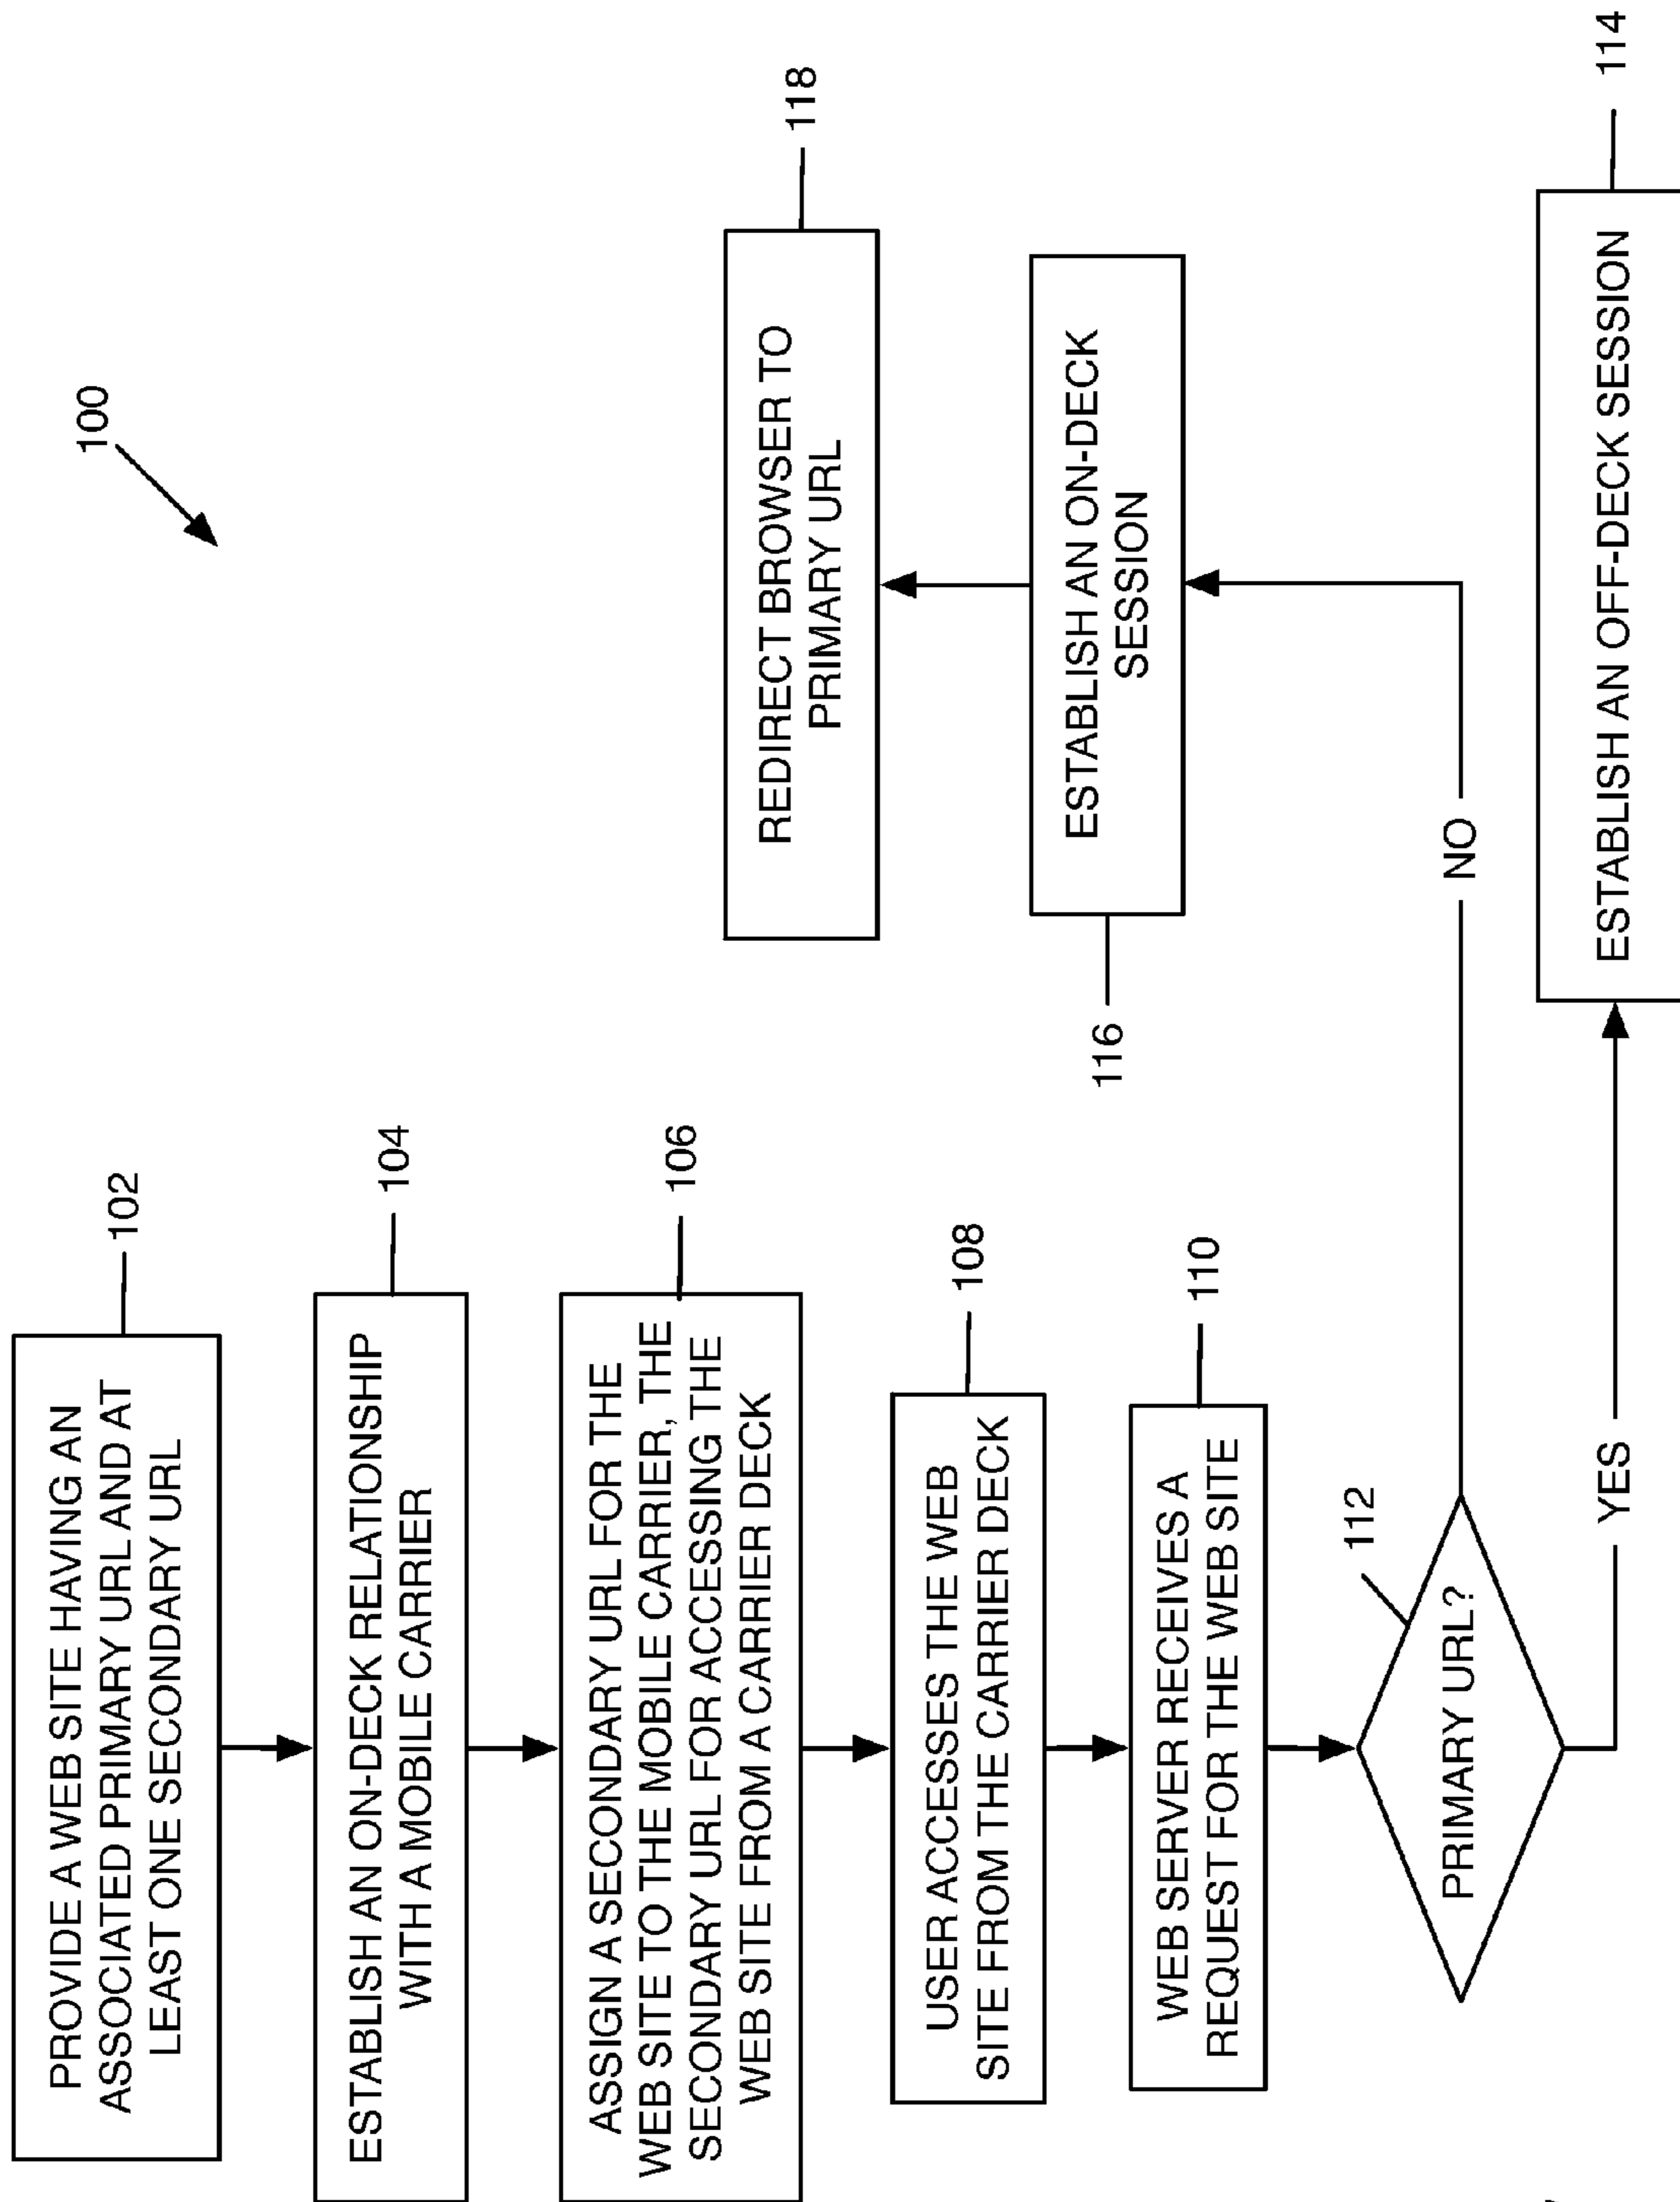 100
PROVIDE A WEB SITE HAVING AN
ASSOCIATED PRIMARY URL AND AT
LEAST ONE SECONDARY URL
102
ESTABLISH AN ON-DECK RELATIONSHIP
WITH A MOBILE CARRIER
104
ASSIGN A SECONDARY URL FOR THE
WEB SITE TO THE MOBILE CARRIER, THE
SECONDARY URL FOR ACCESSING THE
WEB SITE FROM A CARRIER DECK
106
USER ACCESSES THE WEB
SITE FROM THE CARRIER DECK
108
WEB SERVER RECEIVES A
REQUEST FOR THE WEB SITE
110
PRIMARY URL?
112
YES
ESTABLISH AN OFF-DECK SESSION
114
NO
ESTABLISH AN ON-DECK
SESSION
116
REDIRECT BROWSER TO
PRIMARY URL
118